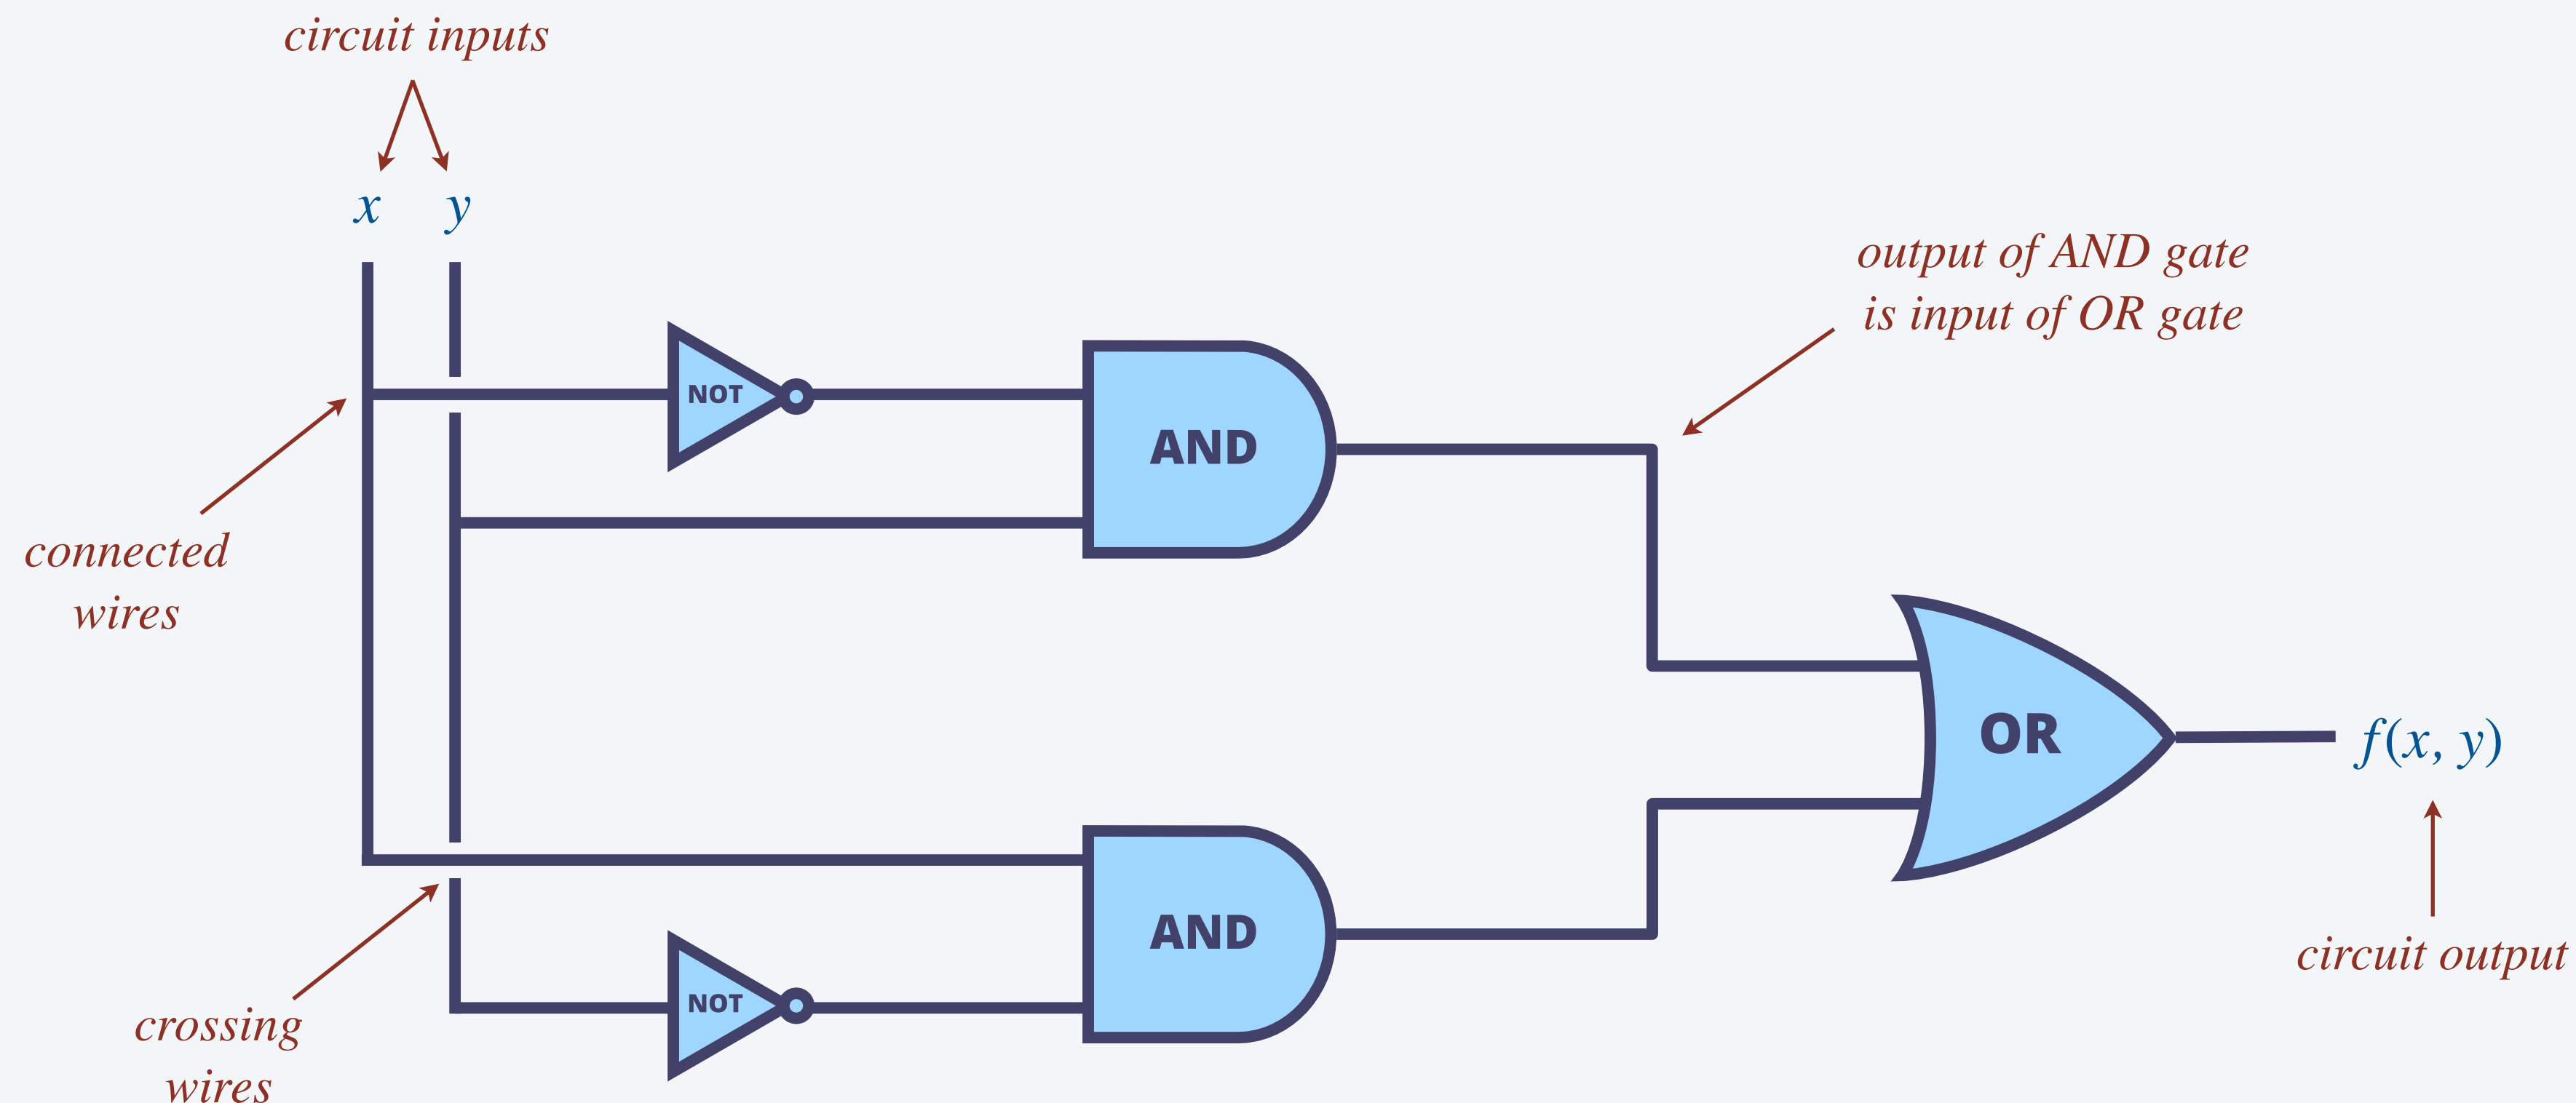 circuit inputs
x y
output of AND gate
is input of OR gate
NOT
AND
connected
wires
OR
f(x, y)
AND
circuit output
NOT
crossing
wires